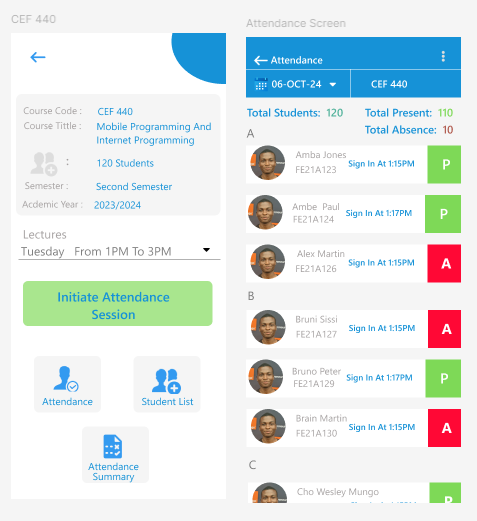 CEF 440
Course Code :
CEF 440
Course Tittle :
Mobile Programming And
Internet Programming
:
120 Students
Semester :
Second Semester
Acdemic Year :
2023/2024
Lectures
Tuesday From 1PM To 3PM
Initiate Attendance
Session
Attendance
Student List
Attendance
Summary
Attendance Screen
Attendance
06-OCT-24
CEF 440
Total Students: 120
Total Present: 110
Total Absence: 10
A
Amba Jones
FE21A123
Sign In At 1:15PM
P
Ambe Paul
FE21A124
Sign In At 1:17PM
P
Alex Martin
FE21A126
Sign In At 1:15PM
A
B
Bruni Sissi
FE21A127
Sign In At 1:15PM
A
Bruno Peter
FE21A129
Sign In At 1:17PM
P
Brain Martin
FE21A130
Sign In At 1:15PM
A
C
Cho Wesley Mungo
P